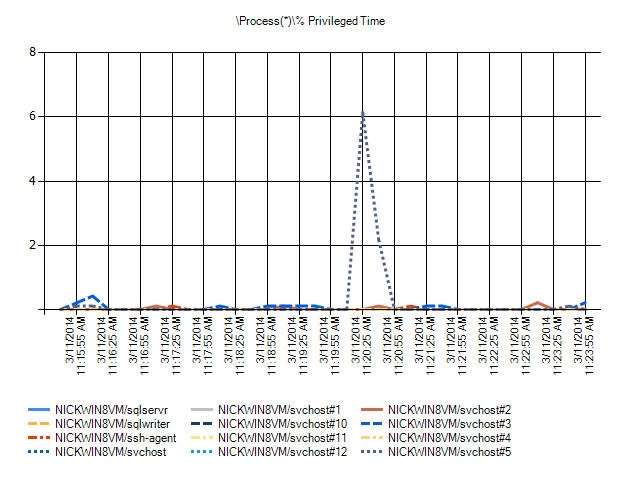 \Process(*)\% Privileged Time
8
6
4
2
3/11/2014 11:15:55 AM
3/11/2014 11:16:25 AM
3/11/2014 11:16:55 AM
3/11/2014 11:17:25 AM
3/11/2014 11:17:55 AM
3/11/2014 11:18:25 AM
3/11/2014 11:18:55 AM
3/11/2014 11:19:25 AM
3/11/2014 11:19:55 AM
3/11/2014 11:20:25 AM
3/11/2014 11:20:55 AM
3/11/2014 11:21:25 AM
3/11/2014 11:21:55 AM
3/11/2014 11:22:25 AM
3/11/2014 11:22:55 AM
3/11/2014 11:23:25 AM
3/11/2014 11:23:55 AM
NICKWIN8VM/sqlservr NICKWIN8VM/svchost#1 NICKWIN8VM/svchost#2
NICKWIN8VM/sqlwriter NICKWIN8VM/svchost#10 NICKWIN8VM/svchost#3
NICKWIN8VM/ssh-agent NICKWIN8VM/svchost#11 NICKWIN8VM/svchost#4
NICKWIN8VM/svchost NICKWIN8VM/svchost#12 NICKWIN8VM/svchost#5